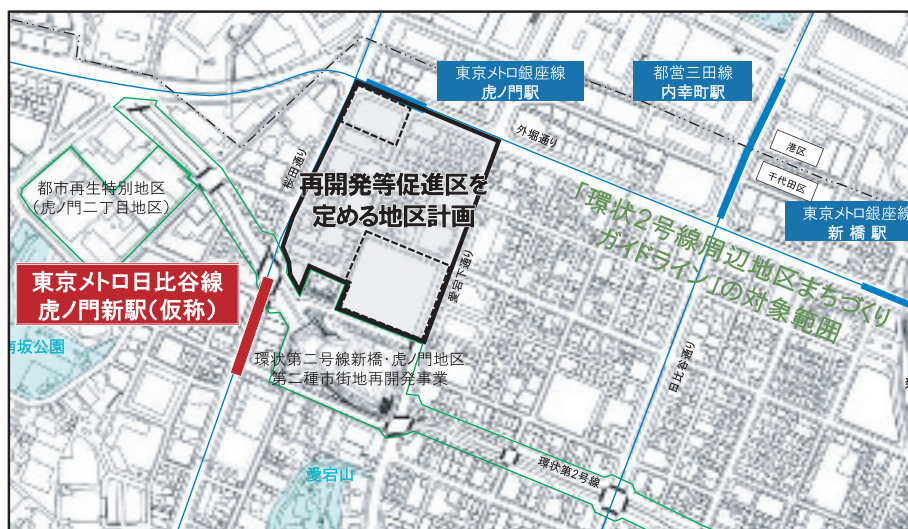 東京メトロ銀座線
虎ノ門駅
都営三田線
内幸町駅
外堀通り
港区
千代田区
桜田通り
再開発等促進区を
定める地区計画
都市再生特別地区
(虎ノ門二丁目地区)
東京メトロ銀座線
新橋駅
「環状2号線周辺地区まちづくり
ガイドライン」の対象範囲
愛宕下通り
東京メトロ日比谷線
虎ノ門新駅(仮称)
南坂公園
環状第二号線新橋・虎ノ門地区
第二種市街地再開発事業
日比谷通り
愛宕山
環状第2号線